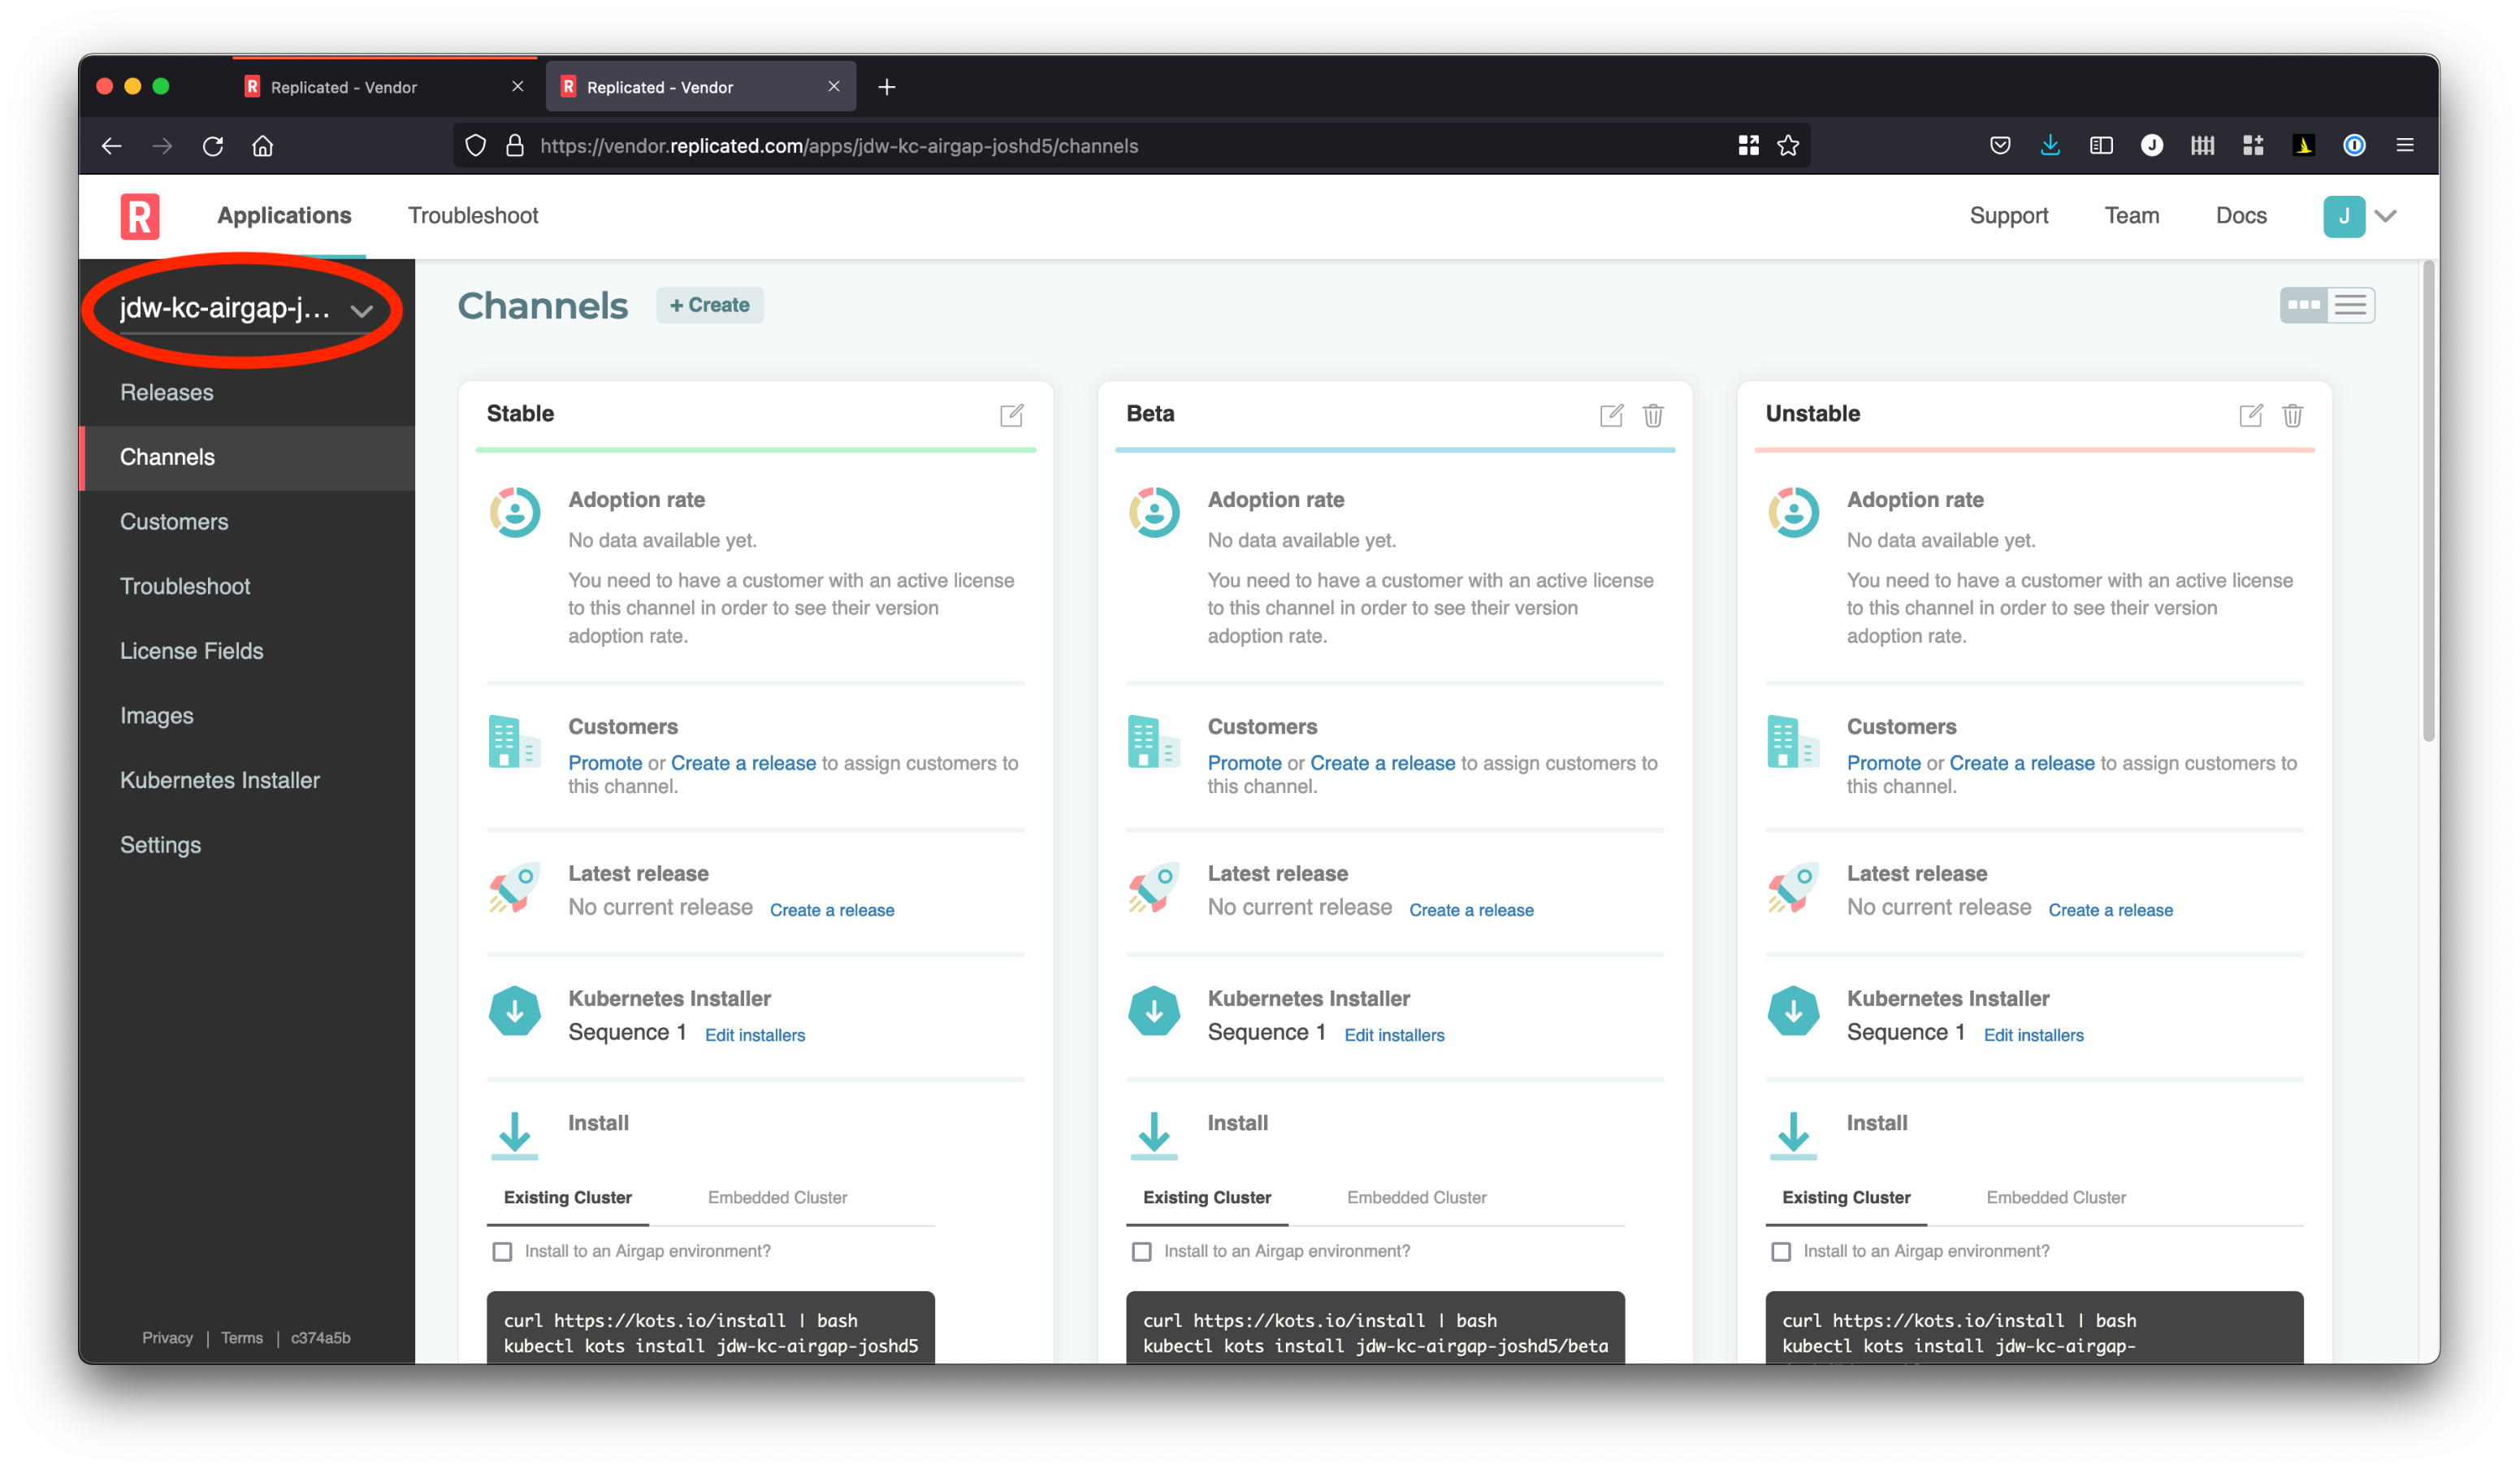 Replicated - Vendor
Replicated - Vendor
https://vendor.replicated.com/apps/jdw-kc-airgap-joshd5/channels
J
R
Applications
Troubleshoot
Support
Team
Docs
J
jdw-kc-airgap-j...
Releases
Channels
Customers
Troubleshoot
License Fields
Images
Kubernetes Installer
Settings
Privacy | Terms | c374a5b
Channels
+ Create
Stable
Adoption rate
No data available yet.
You need to have a customer with an active license
to this channel in order to see their version
adoption rate.
Customers
Promote or Create a release to assign customers to
this channel.
Latest release
No current release Create a release
Kubernetes Installer
Sequence 1 Edit installers
Install
Existing Cluster Embedded Cluster
Install to an Airgap environment?
curl https://kots.io/install | bash
kubectl kots install jdw-kc-airgap-joshd5
Beta
Adoption rate
No data available yet.
You need to have a customer with an active license
to this channel in order to see their version
adoption rate.
Customers
Promote or Create a release to assign customers to
this channel.
Latest release
No current release Create a release
Kubernetes Installer
Sequence 1 Edit installers
Install
Existing Cluster Embedded Cluster
Install to an Airgap environment?
curl https://kots.io/install | bash
kubectl kots install jdw-kc-airgap-joshd5/beta
Unstable
Adoption rate
No data available yet.
You need to have a customer with an active license
to this channel in order to see their version
adoption rate.
Customers
Promote or Create a release to assign customers to
this channel.
Latest release
No current release Create a release
Kubernetes Installer
Sequence 1 Edit installers
Install
Existing Cluster Embedded Cluster
Install to an Airgap environment?
curl https://kots.io/install | bash
kubectl kots install jdw-kc-airgap-